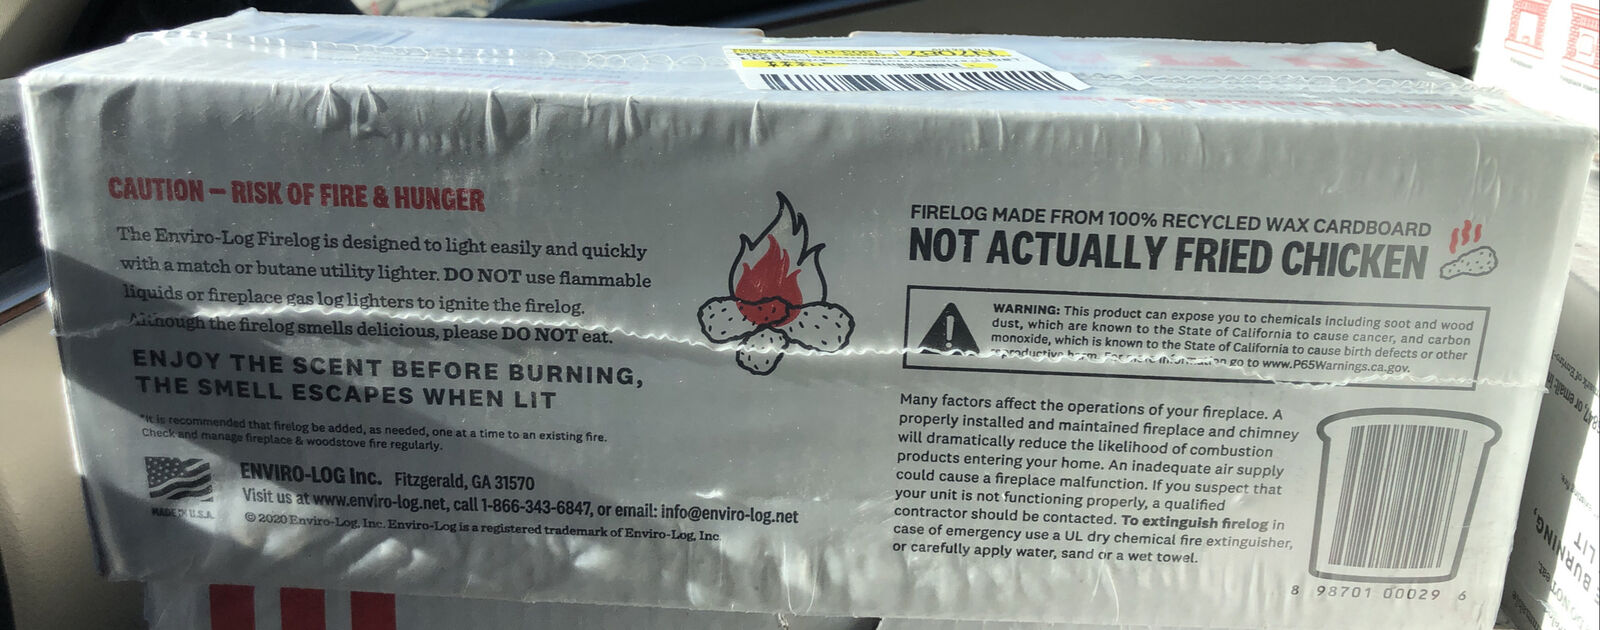 CAUTION – RISK OF FIRE & HUNGER
The Enviro-Log Firelog is designed to light easily and quickly
with a match or butane utility lighter. DO NOT use flammable
liquids or fireplace gas log lighters to ignite the firelog.
Although the firelog smells delicious, please DO NOT eat.
ENJOY THE SCENT BEFORE BURNING,
THE SMELL ESCAPES WHEN LIT
*It is recommended that firelog be added, as needed, one at a time to an existing fire.
Check and manage fireplace & woodstove fire regularly.
MADE IN U.S.A.
ENVIRO-LOG Inc. Fitzgerald, GA 31570
Visit us at www.enviro-log.net, call 1-866-343-6847, or email: info@enviro-log.net
© 2020 Enviro-Log, Inc. Enviro-Log is a registered trademark of Enviro-Log, Inc.
FIRELOG MADE FROM 100% RECYCLED WAX CARDBOARD
NOT ACTUALLY FRIED CHICKEN
WARNING: This product can expose you to chemicals including soot and wood
dust, which are known to the State of California to cause cancer, and carbon
monoxide, which is known to the State of California to cause birth defects or other
reproductive harm. For more information go to www.P65Warnings.ca.gov.
Many factors affect the operations of your fireplace. A
properly installed and maintained fireplace and chimney
will dramatically reduce the likelihood of combustion
products entering your home. An inadequate air supply
could cause a fireplace malfunction. If you suspect that
your unit is not functioning properly, a qualified
contractor should be contacted. To extinguish firelog in
case of emergency use a UL dry chemical fire extinguisher,
or carefully apply water, sand or a wet towel.
8 98701 00029 6